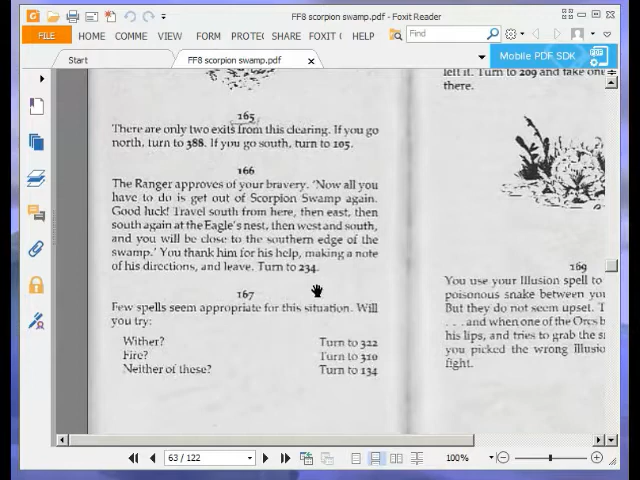 FF8 scorpion swamp.pdf - Foxit Reader
FILE HOME COMME VIEW FORM PROTE SHARE FOXIT C HELP Find
Start FF8 scorpion swamp.pdf Mobile PDF SDK
165
There are only two exits from this clearing. If you go
north, turn to 388. If you go south, turn to 105.
166
The Ranger approves of your bravery. 'Now all you
have to do is get out of Scorpion Swamp again.
Good luck! Travel south from here, then east, then
south again at the Eagle's nest, then west and south,
and you will be close to the southern edge of the
swamp.' You thank him for his help, making a note
of his directions, and leave. Turn to 234.
167
Few spells seem appropriate for this situation. Will
you try:
Wither? Turn to 322
Fire? Turn to 310
Neither of these? Turn to 134
left it. Turn to 209 and take
there.
169
You use your Illusion spell to
poisonous snake between
But they do not seem upset.
. . . and when one of the Orcs
his lips, and tries to grab the
you picked the wrong
fight.
63 / 122 100%